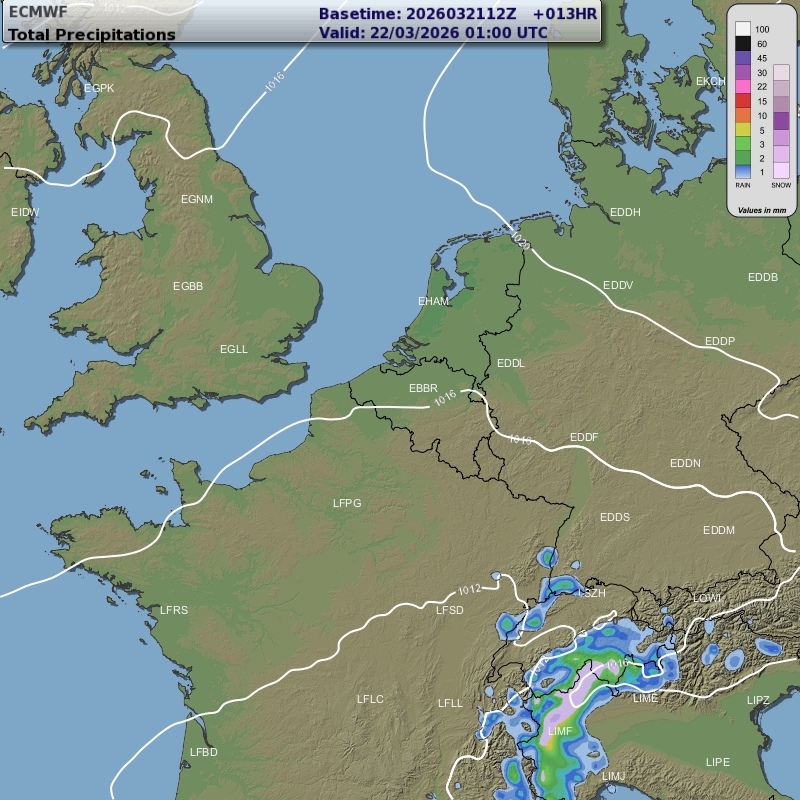 ECMWF
Basetime: 2026032112Z +013HR
Total Precipitations
Valid: 22/03/2026 01:00 UTC
100
60
45
30
22
15
10
5
3
2
1
RAIN
SNOW
Values in mm
1012
1016
EGPK
EKCH
EIDW
EGNM
EDDH
1020
EGBB
EDDV
EDDB
EHAM
EGLL
EDDP
EDDL
EBBR
1016
1016
EDDF
EDDN
LFPG
EDDS
EDDM
1012
LSZH
LOWI
LFRS
LFSD
1016
LFLC
LFLL
LIME
LIPZ
LIMF
LFBD
LIPE
LIMJ